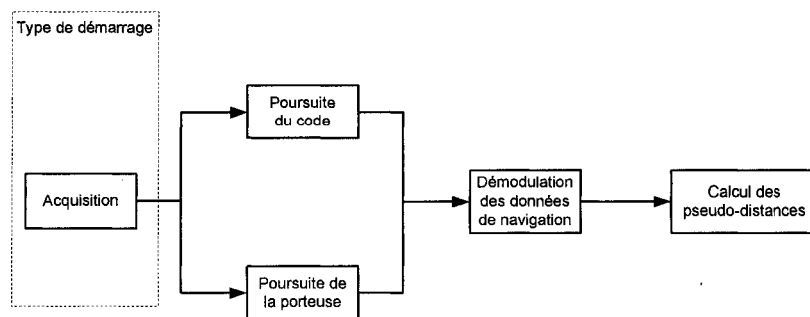 Type de démarrage
Poursuite
du code
Acquisition
Démodulation
des données
de navigation
Calcul des
pseudo-distances
Poursuite de
la porteuse